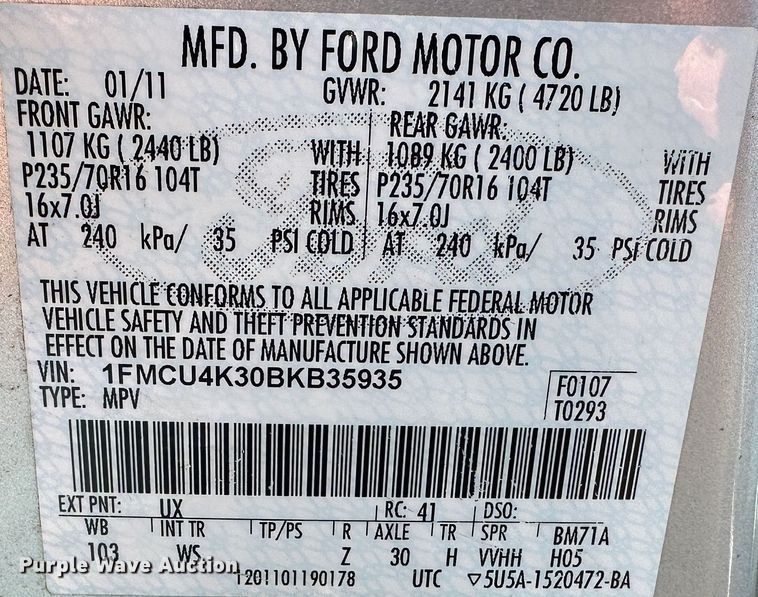 MFD. BY FORD MOTOR CO.
DATE: 01/11 GVWR: 2141 KG ( 4720 LB)
FRONT GAWR: REAR GAWR:
1107 KG ( 2440 LB) WITH 1089 KG ( 2400 LB) WITH
P235/70R16 104T TIRES P235/70R16 104T TIRES
16x7.0J RIMS 16x7.0J RIMS
AT 240 kPa/ 35 PSI COLD AT 240 kPa/ 35 PSI COLD
Ford
THIS VEHICLE CONFORMS TO ALL APPLICABLE FEDERAL MOTOR
VEHICLE SAFETY AND THEFT PREVENTION STANDARDS IN
EFFECT ON THE DATE OF MANUFACTURE SHOWN ABOVE.
VIN: 1FMCU4K30BKB35935 F0107
TYPE: MPV T0293
EXT PNT: UX RC: 41 DSO:
WB INT TR TP/PS R AXLE TR SPR BM71A
103 WS Z 30 H VVHH H05
1201101190178 UTC ▽5U5A-1520472-BA
Purple Wave Auction